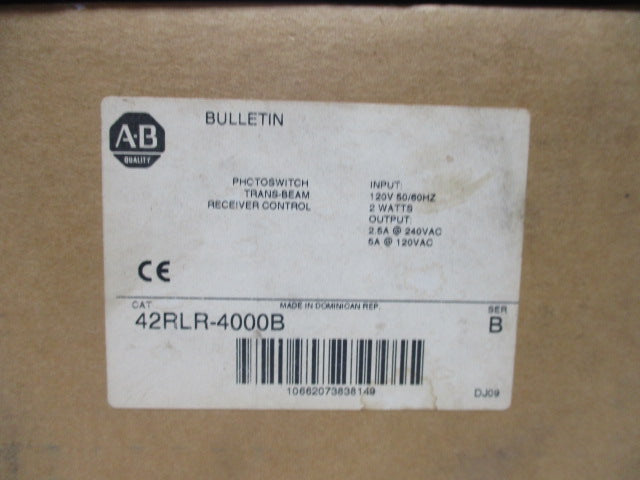 A·B
QUALITY
BULLETIN
PHOTOSWITCH
TRANS-BEAM
RECEIVER CONTROL
INPUT:
120V 50/60HZ
2 WATTS
OUTPUT:
2.5A @ 240VAC
5A @ 120VAC
CE
CAT
MADE IN DOMINICAN REP.
SER
42RLR-4000B
B
10662073838149
DJ09